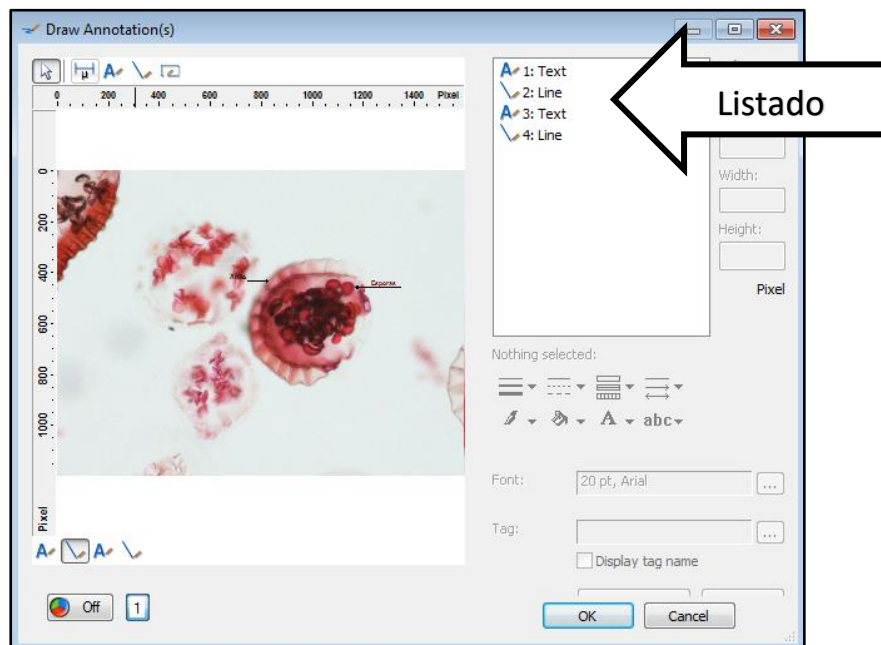 Draw Annotation(s)
μ A
0 200 400 600 800 1000 1200 1400 Pixel
1: Text
2: Line
3: Text
4: Line
Listado
Width:
Height:
Pixel
0
200
400
600
800
1000
Pixel
Esporas
Nothing selected:
A abc
Font: 20 pt, Arial ...
Tag: ...
Display tag name
Off 1
OK Cancel